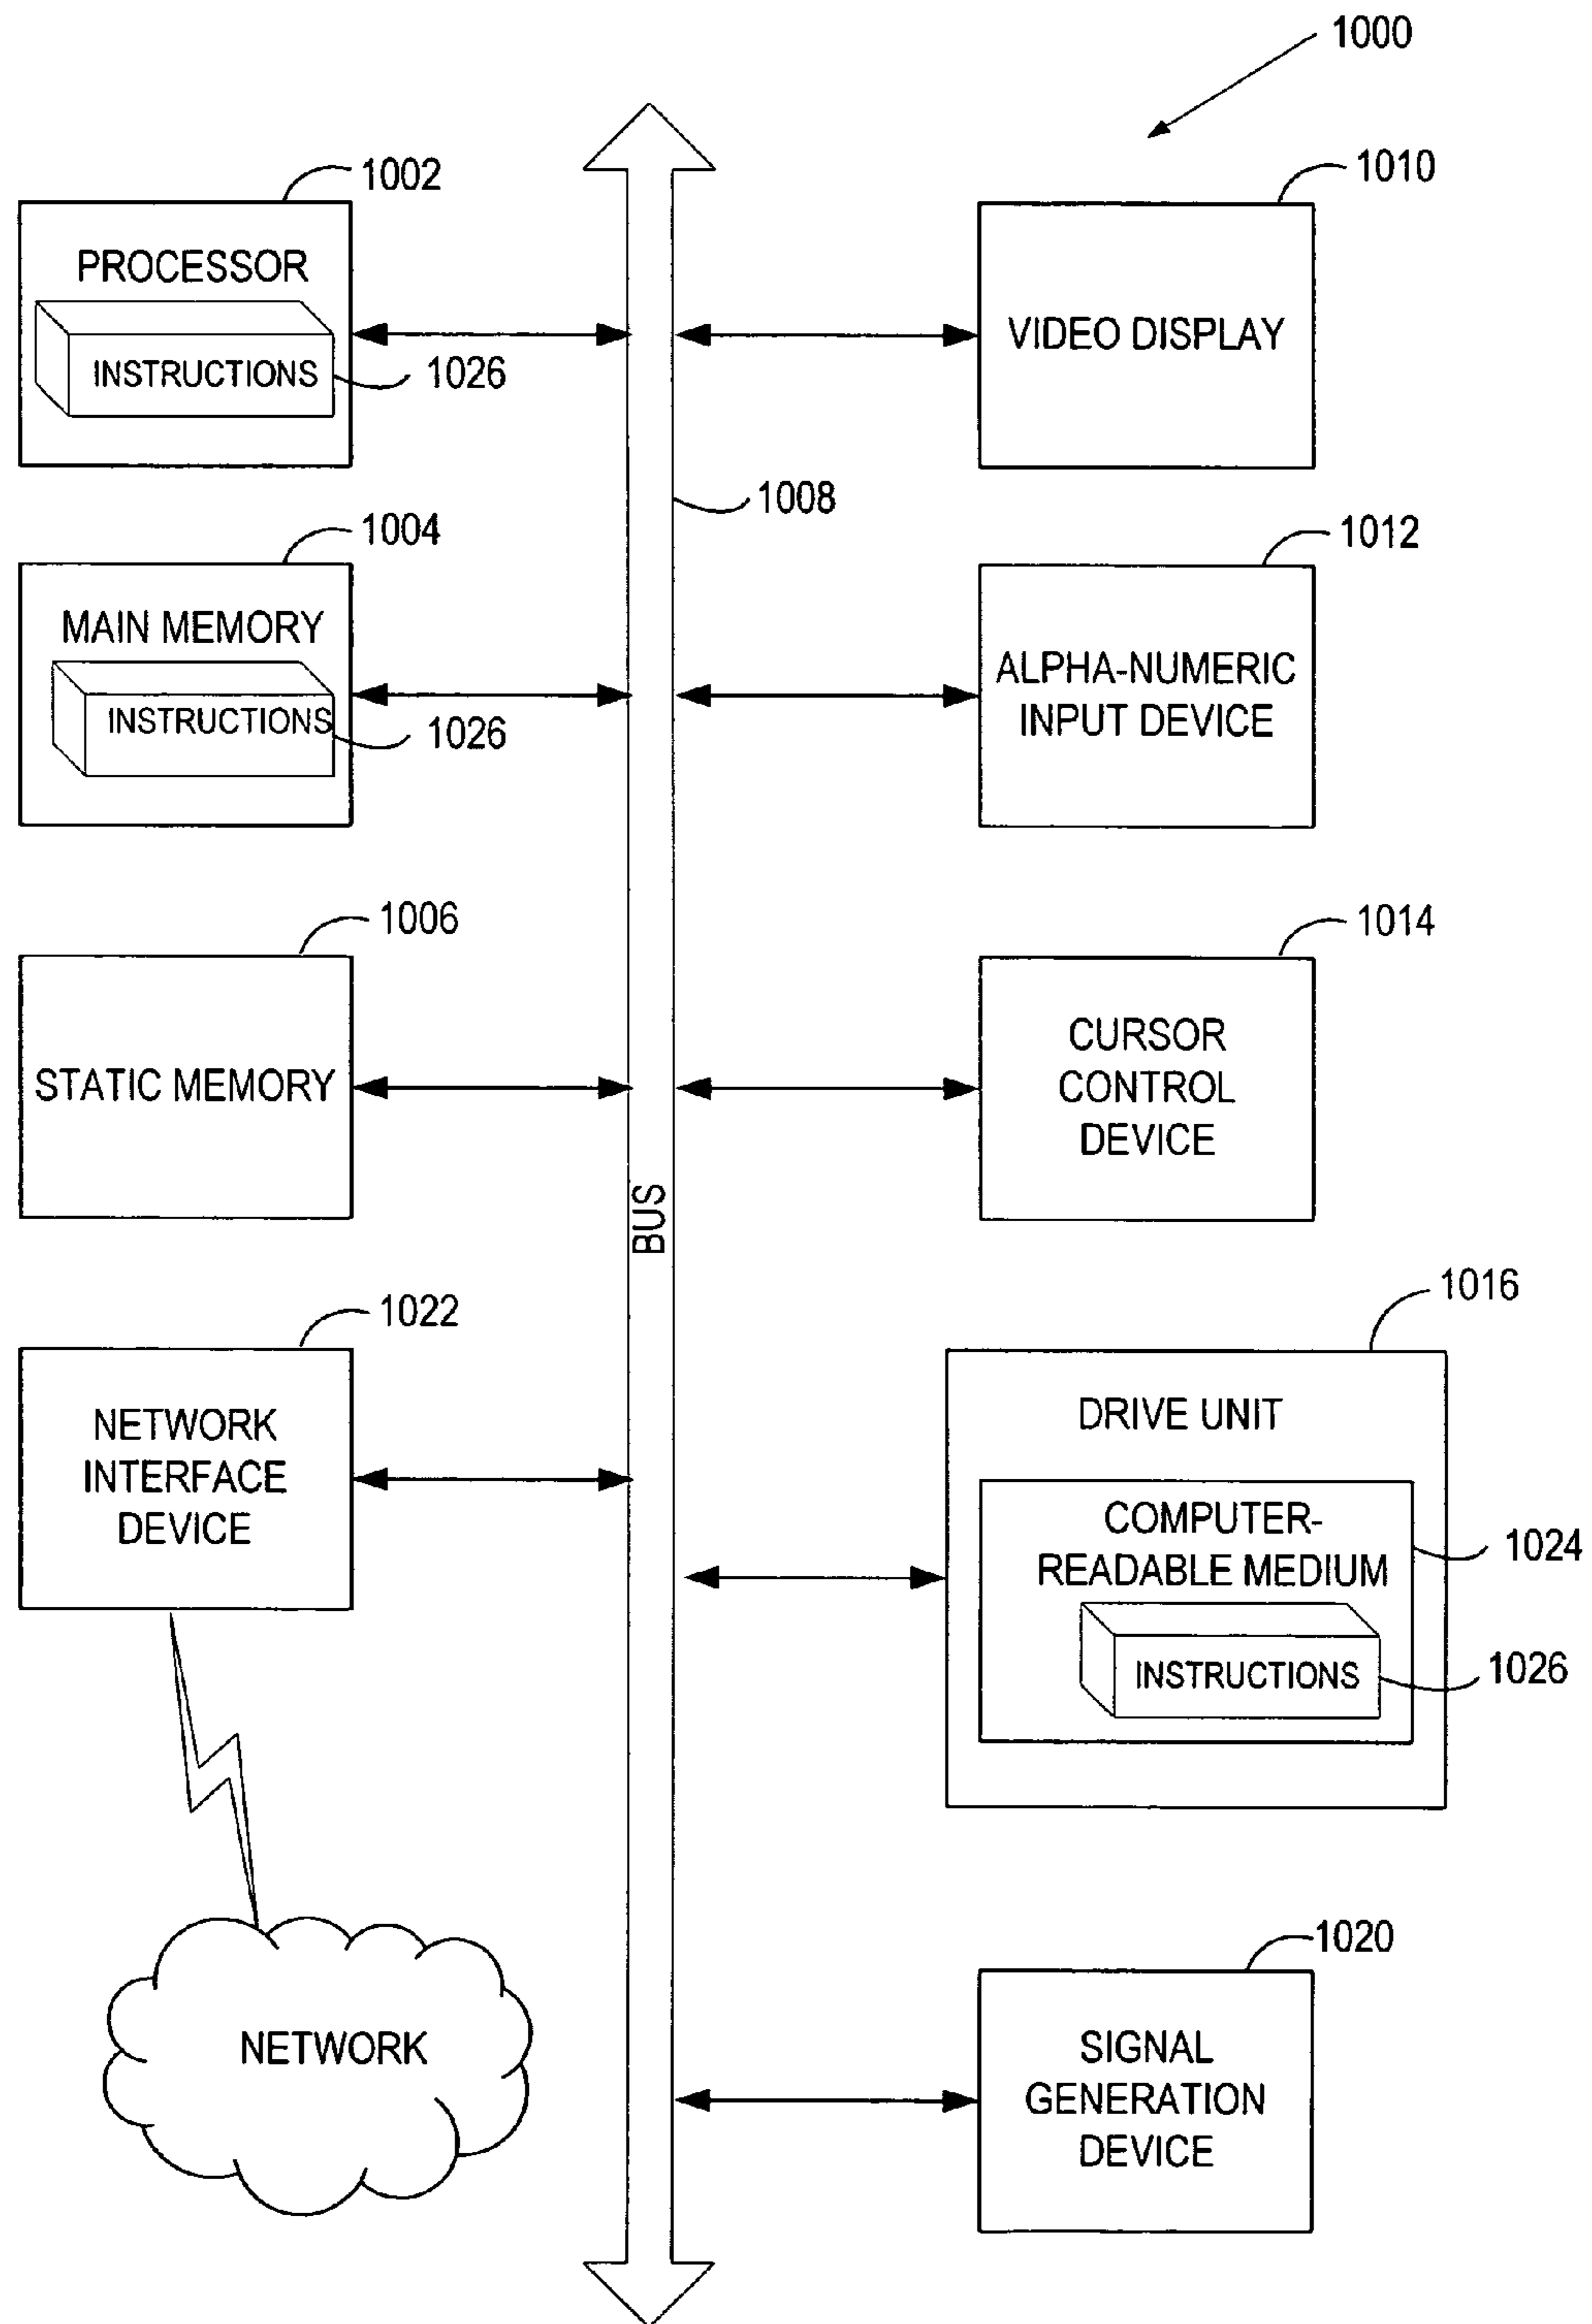 1000
1002
PROCESSOR
INSTRUCTIONS
1026
1004
MAIN MEMORY
INSTRUCTIONS
1026
1006
STATIC MEMORY
1022
NETWORK
INTERFACE
DEVICE
NETWORK
1008
BUS
1010
VIDEO DISPLAY
1012
ALPHA-NUMERIC
INPUT DEVICE
1014
CURSOR
CONTROL
DEVICE
1016
DRIVE UNIT
COMPUTER-
READABLE MEDIUM
1024
INSTRUCTIONS
1026
1020
SIGNAL
GENERATION
DEVICE